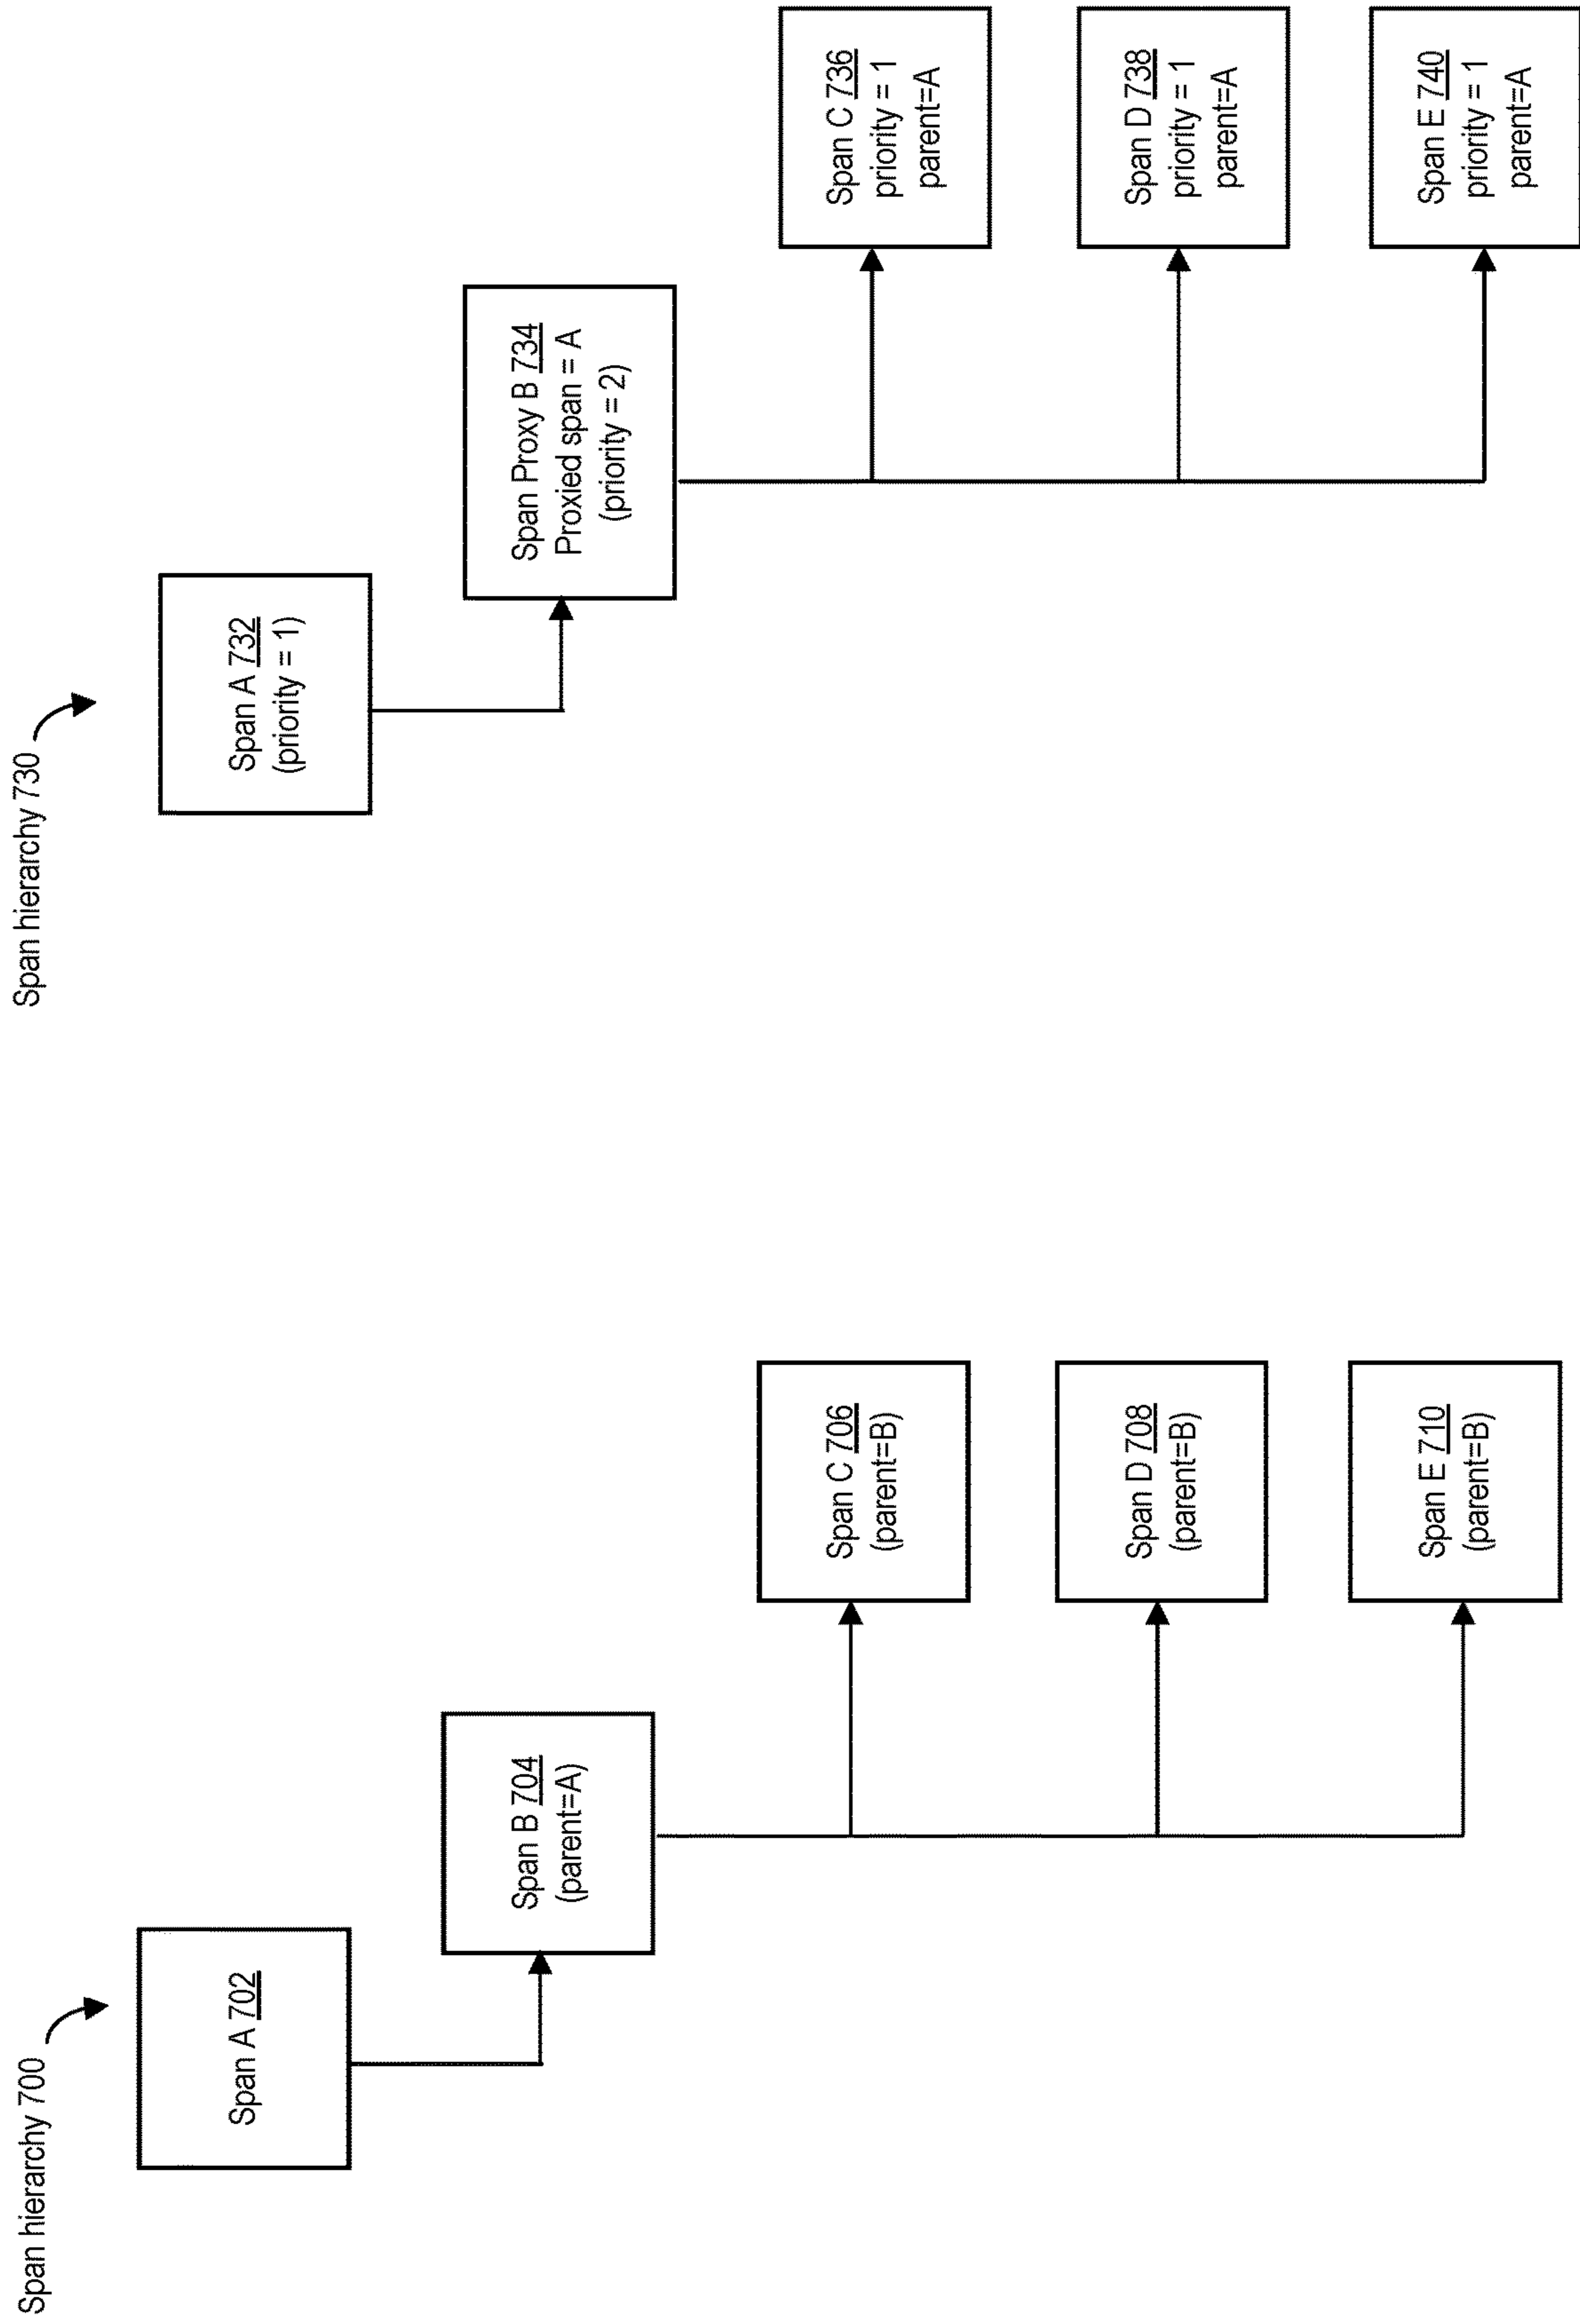 Span hierarchy 700
Span A 702
Span B 704
(parent=A)
Span C 706
(parent=B)
Span D 708
(parent=B)
Span E 710
(parent=B)
Span hierarchy 730
Span A 732
(priority = 1)
Span Proxy B 734
Proxied span = A
(priority = 2)
Span C 736
priority = 1
parent=A
Span D 738
priority = 1
parent=A
Span E 740
priority = 1
parent=A